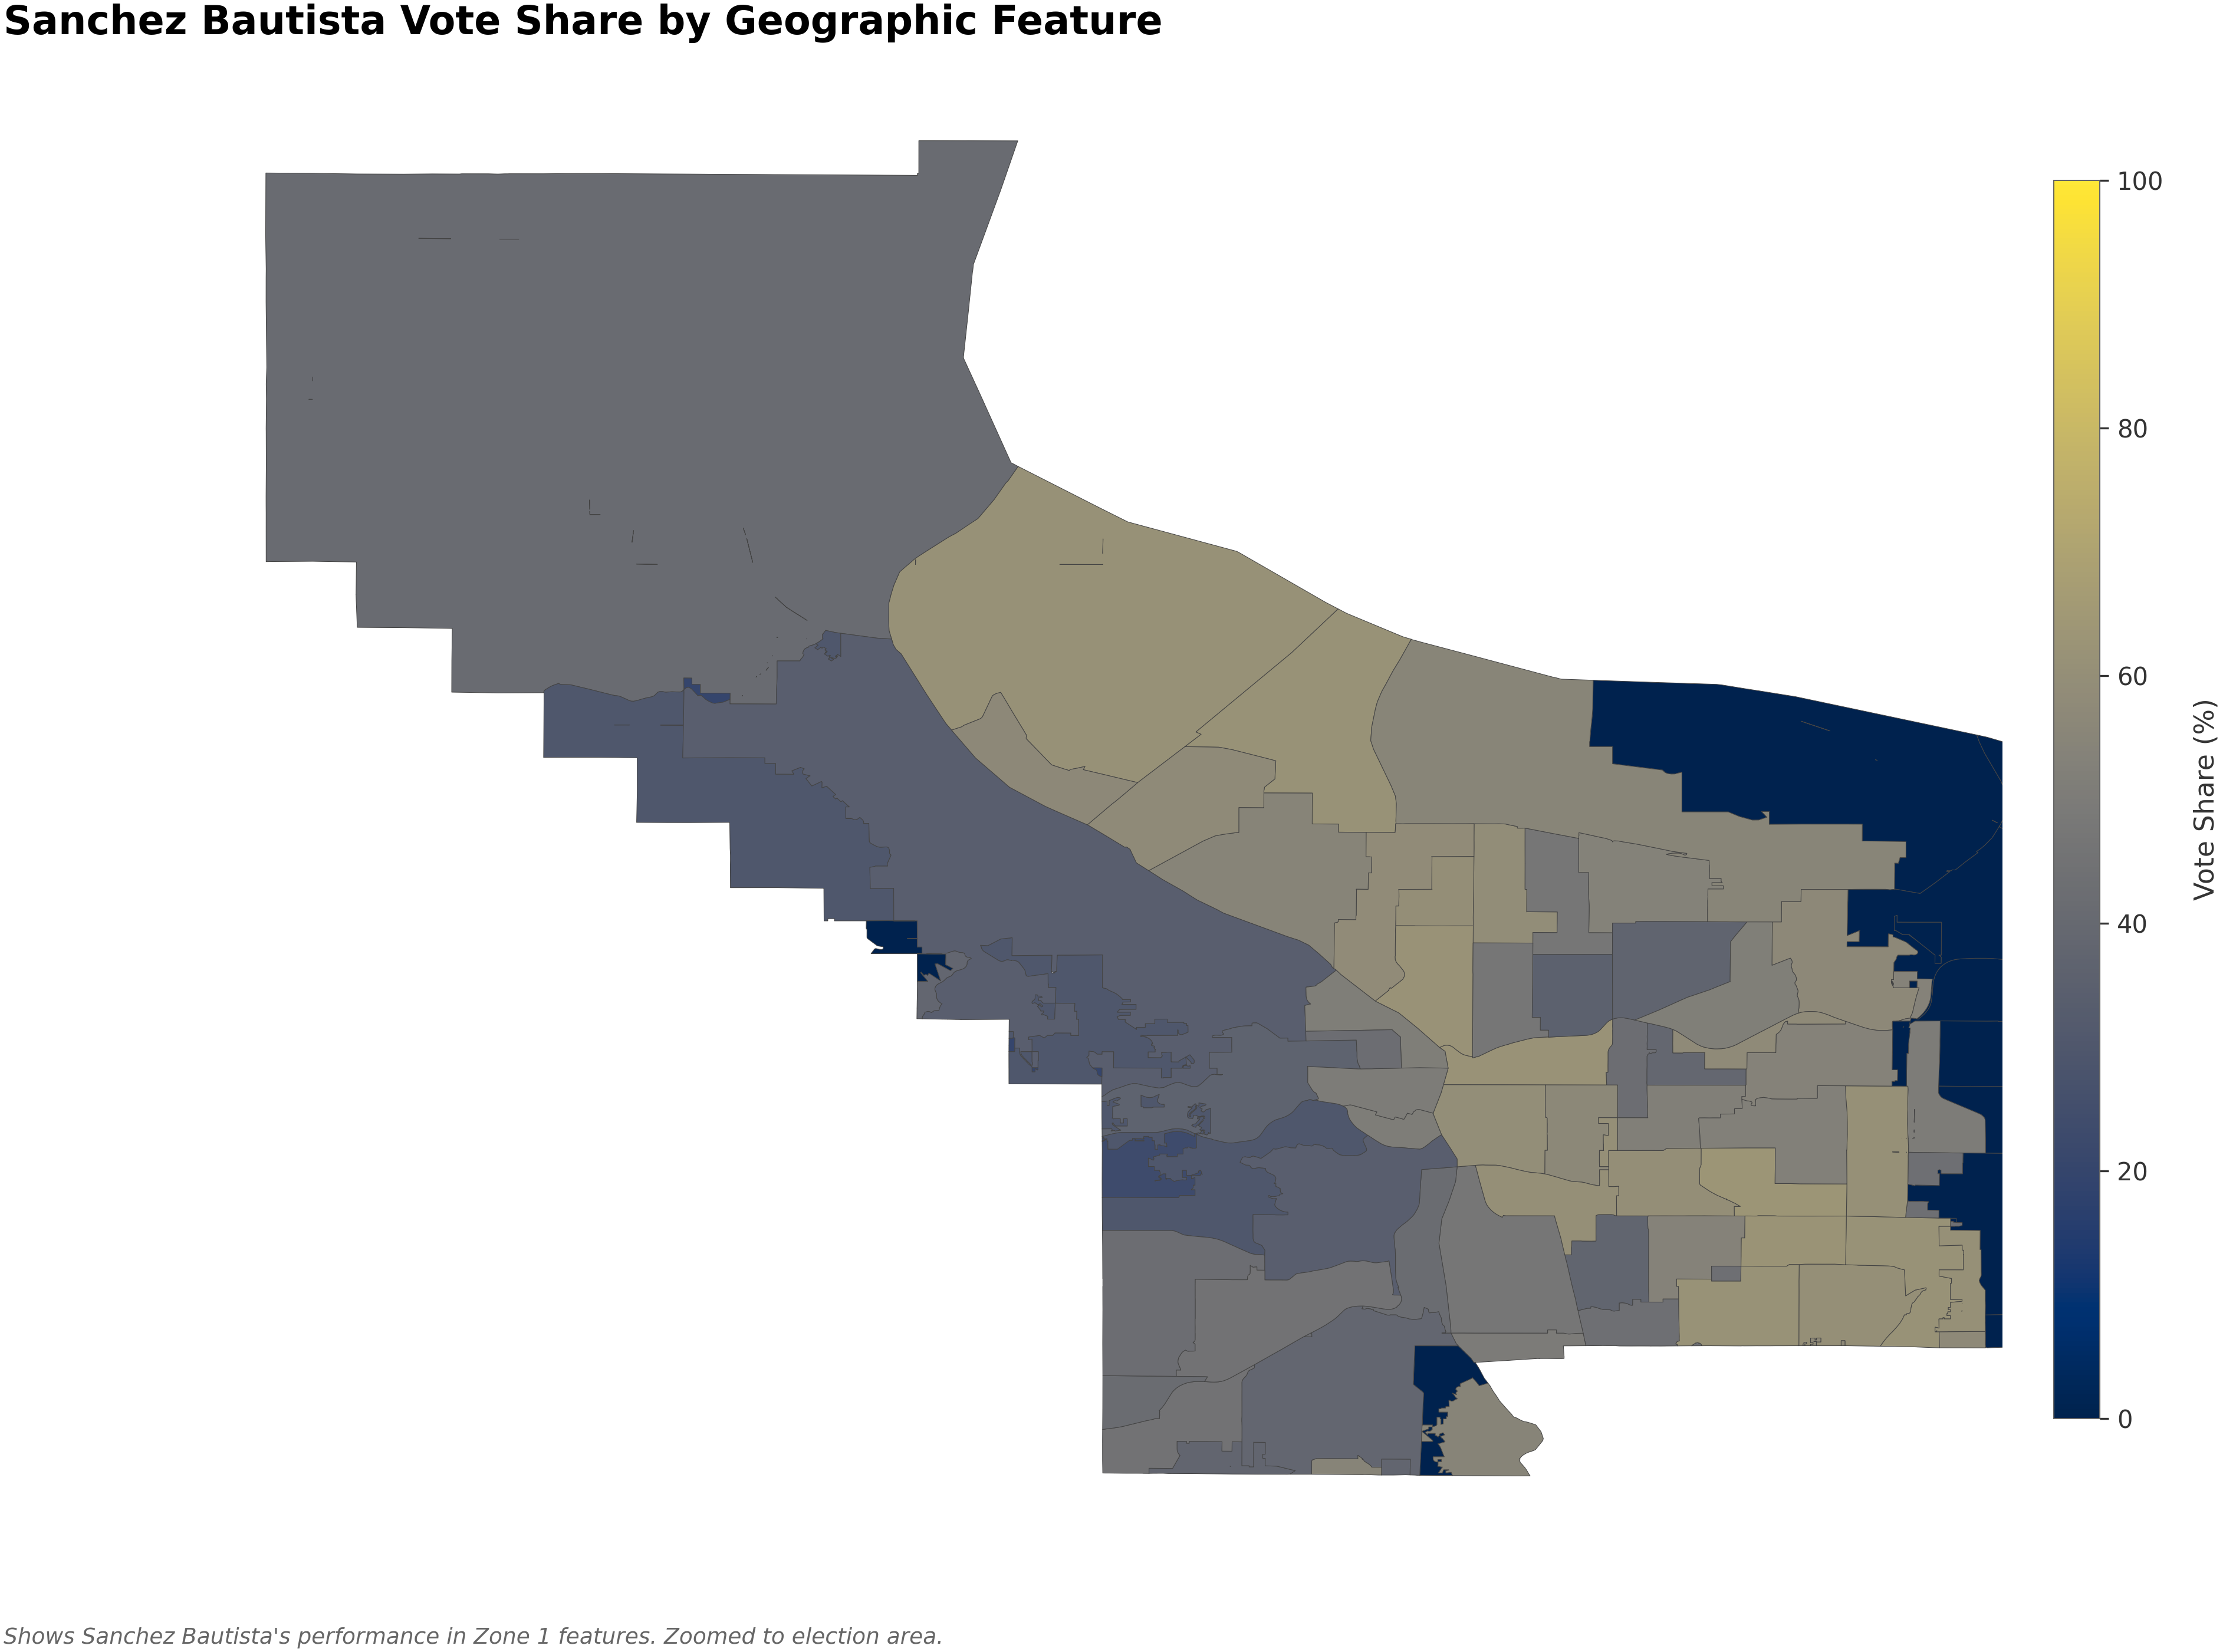 Sanchez Bautista Vote Share by Geographic Feature
100
80
60
40
20
0
Vote Share (%)
Shows Sanchez Bautista's performance in Zone 1 features. Zoomed to election area.